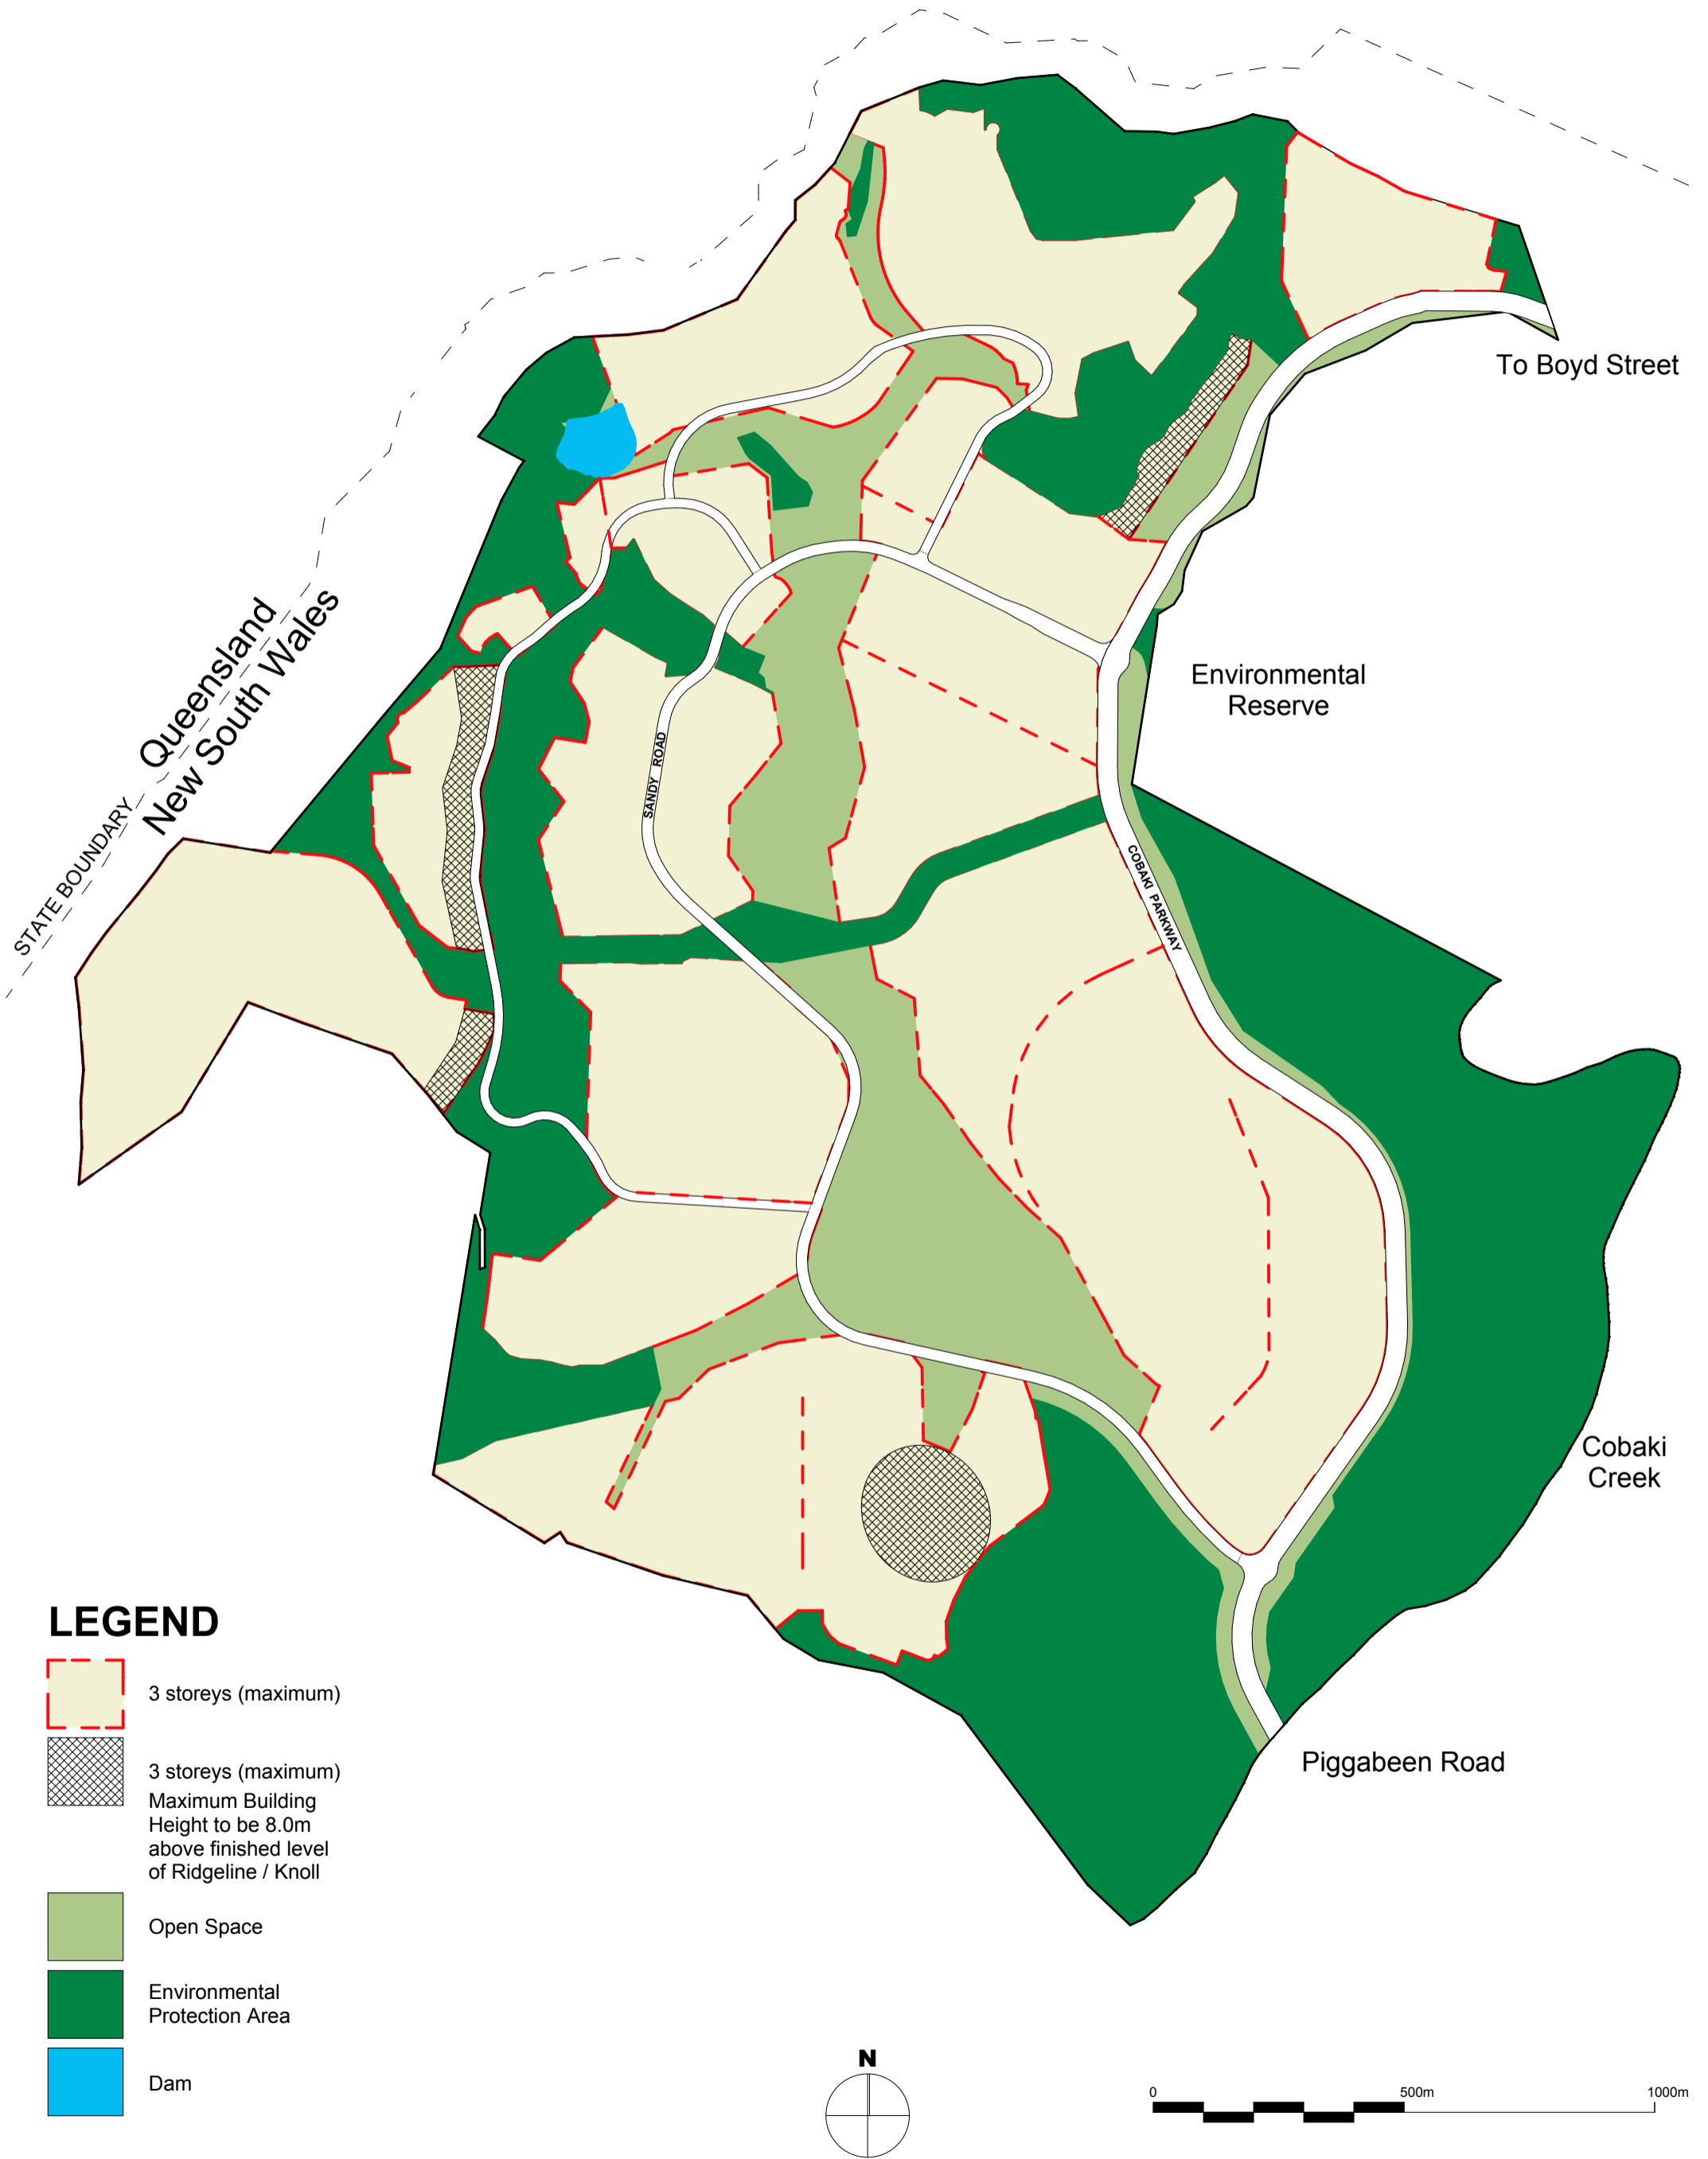 To Boyd Street
Queensland
New South Wales
STATE BOUNDARY
Environmental
Reserve
SANDY ROAD
COBAKI PARKWAY
Cobaki
Creek
Piggabeen Road
LEGEND
3 storeys (maximum)
3 storeys (maximum)
Maximum Building
Height to be 8.0m
above finished level
of Ridgeline / Knoll
Open Space
Environmental
Protection Area
Dam
N
0 500m 1000m